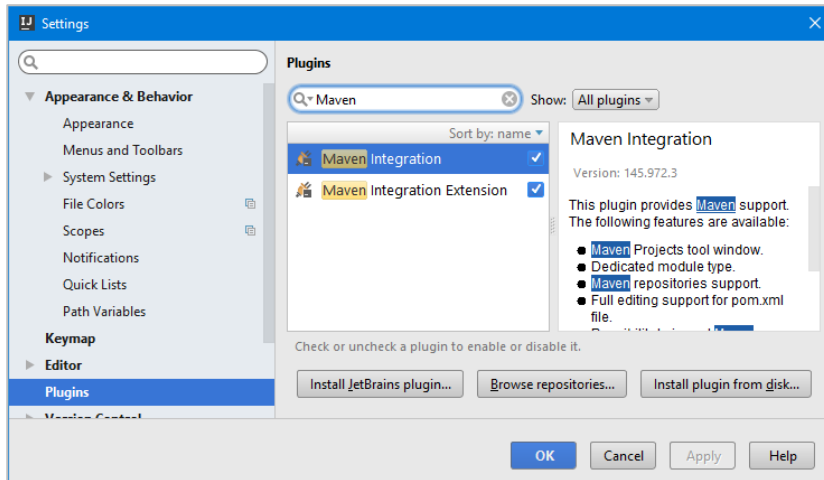 IJ Settings
Appearance & Behavior
Appearance
Menus and Toolbars
System Settings
File Colors
Scopes
Notifications
Quick Lists
Path Variables
Keymap
Editor
Plugins
Version Control
Plugins
Maven
Show: All plugins
Sort by: name
Maven Integration
Maven Integration Extension
Maven Integration
Version: 145.972.3
This plugin provides Maven support.
The following features are available:
Maven Projects tool window.
Dedicated module type.
Maven repositories support.
Full editing support for pom.xml
file.
Check or uncheck a plugin to enable or disable it.
Install JetBrains plugin...
Browse repositories...
Install plugin from disk...
OK
Cancel
Apply
Help